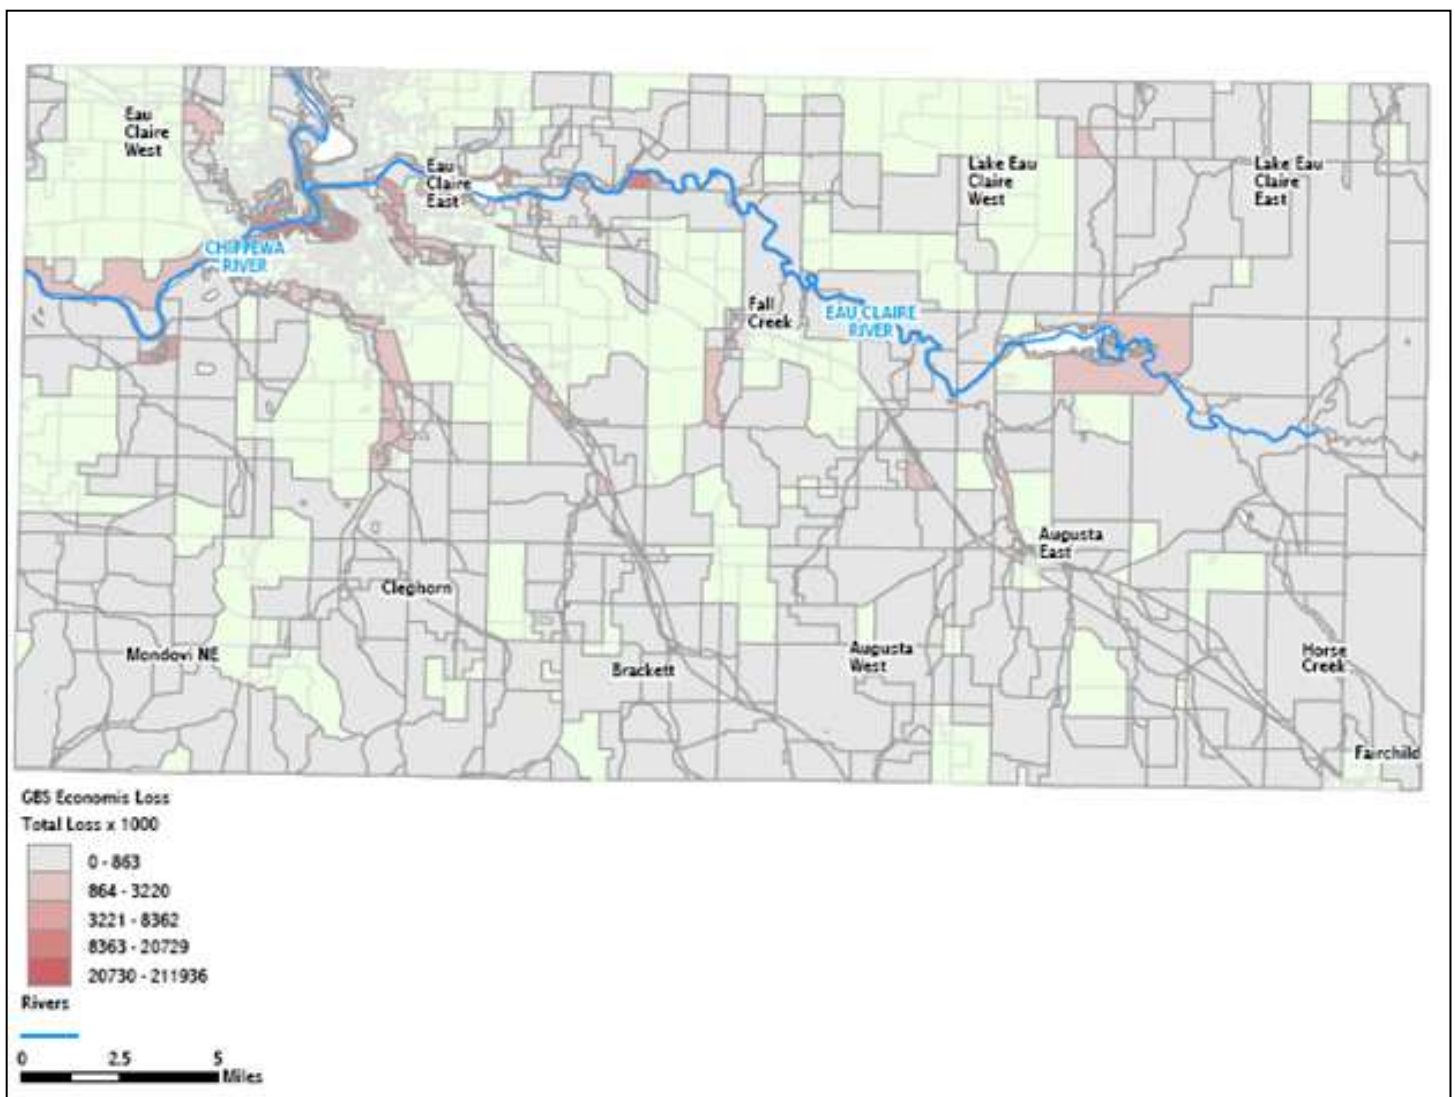 Eau
Claire
West
Eau
Claire
East
Lake Eau
Claire
West
Lake Eau
Claire
East
CHIPPEWA
RIVER
Fall
Creek
EAU CLAIRE
RIVER
Augusta
East
Cleghorn
Mondovi NE
Brackett
Augusta
West
Horse
Creek
Fairchild
GBS Economis Loss
Total Loss x 1000
0 - 863
864 - 3220
3221 - 8362
8363 - 20729
20730 - 211936
Rivers
0 2.5 5
Miles